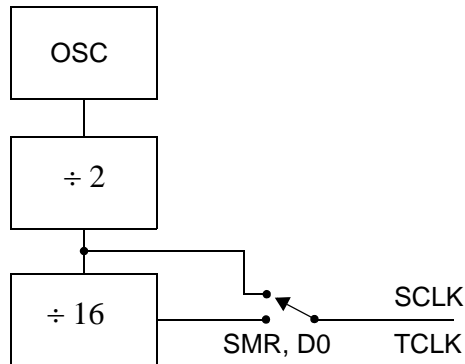 OSC
÷ 2
÷ 16
SCLK
SMR, D0
TCLK